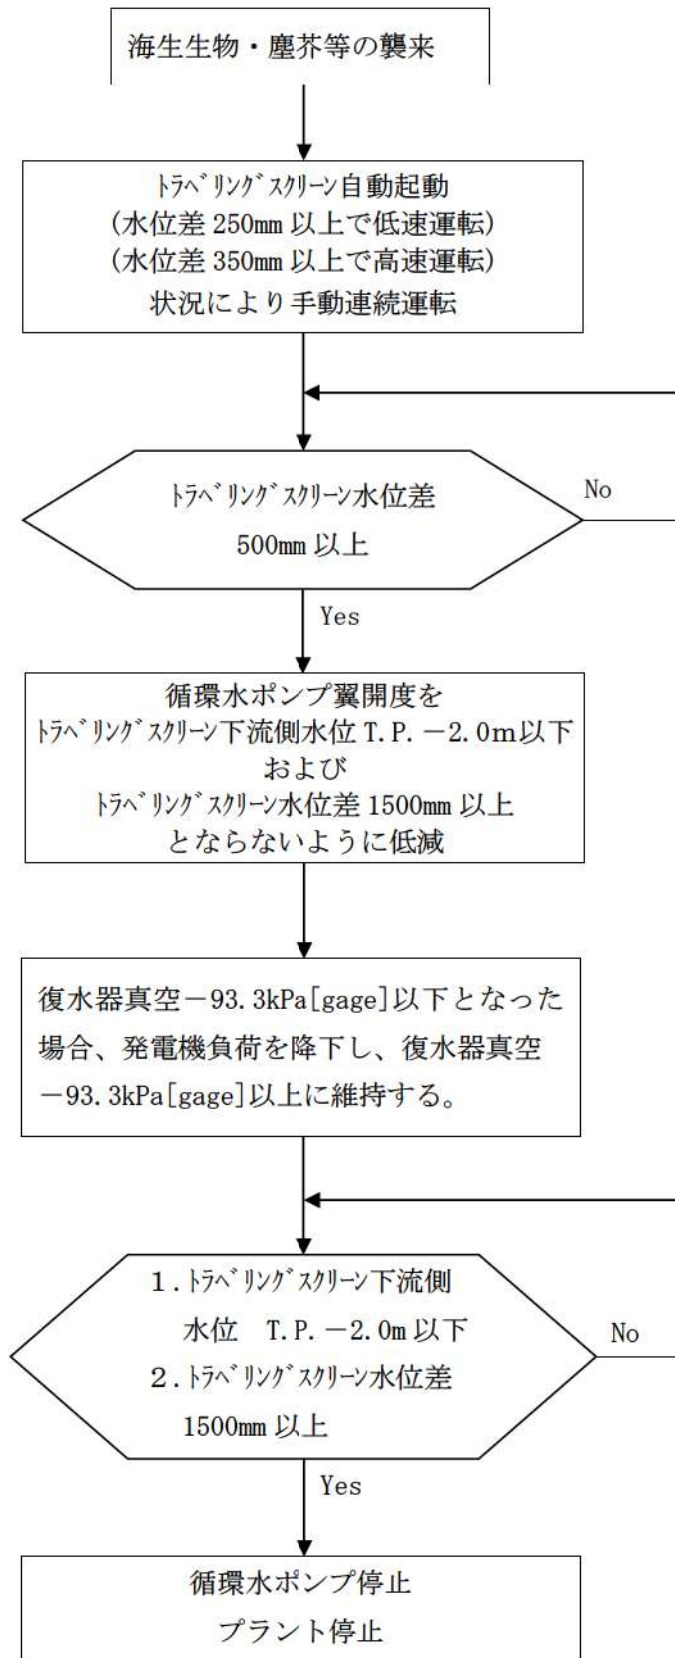 海生生物・塵芥等の襲来
ﾄﾗﾍﾞﾘﾝｸﾞｽｸﾘｰﾝ自動起動
(水位差 250mm 以上で低速運転)
(水位差 350mm 以上で高速運転)
状況により手動連続運転
ﾄﾗﾍﾞﾘﾝｸﾞｽｸﾘｰﾝ水位差
500mm 以上
No
Yes
循環水ポンプ翼開度を
ﾄﾗﾍﾞﾘﾝｸﾞｽｸﾘｰﾝ下流側水位 T.P.－2.0ｍ以下
および
ﾄﾗﾍﾞﾘﾝｸﾞｽｸﾘｰﾝ水位差 1500mm 以上
とならないように低減
復水器真空－93.3kPa[gage]以下となった
場合、発電機負荷を降下し、復水器真空
－93.3kPa[gage]以上に維持する。
１.ﾄﾗﾍﾞﾘﾝｸﾞｽｸﾘｰﾝ下流側
水位　T.P.－2.0m 以下
２.ﾄﾗﾍﾞﾘﾝｸﾞｽｸﾘｰﾝ水位差
1500mm 以上
No
Yes
循環水ポンプ停止
プラント停止